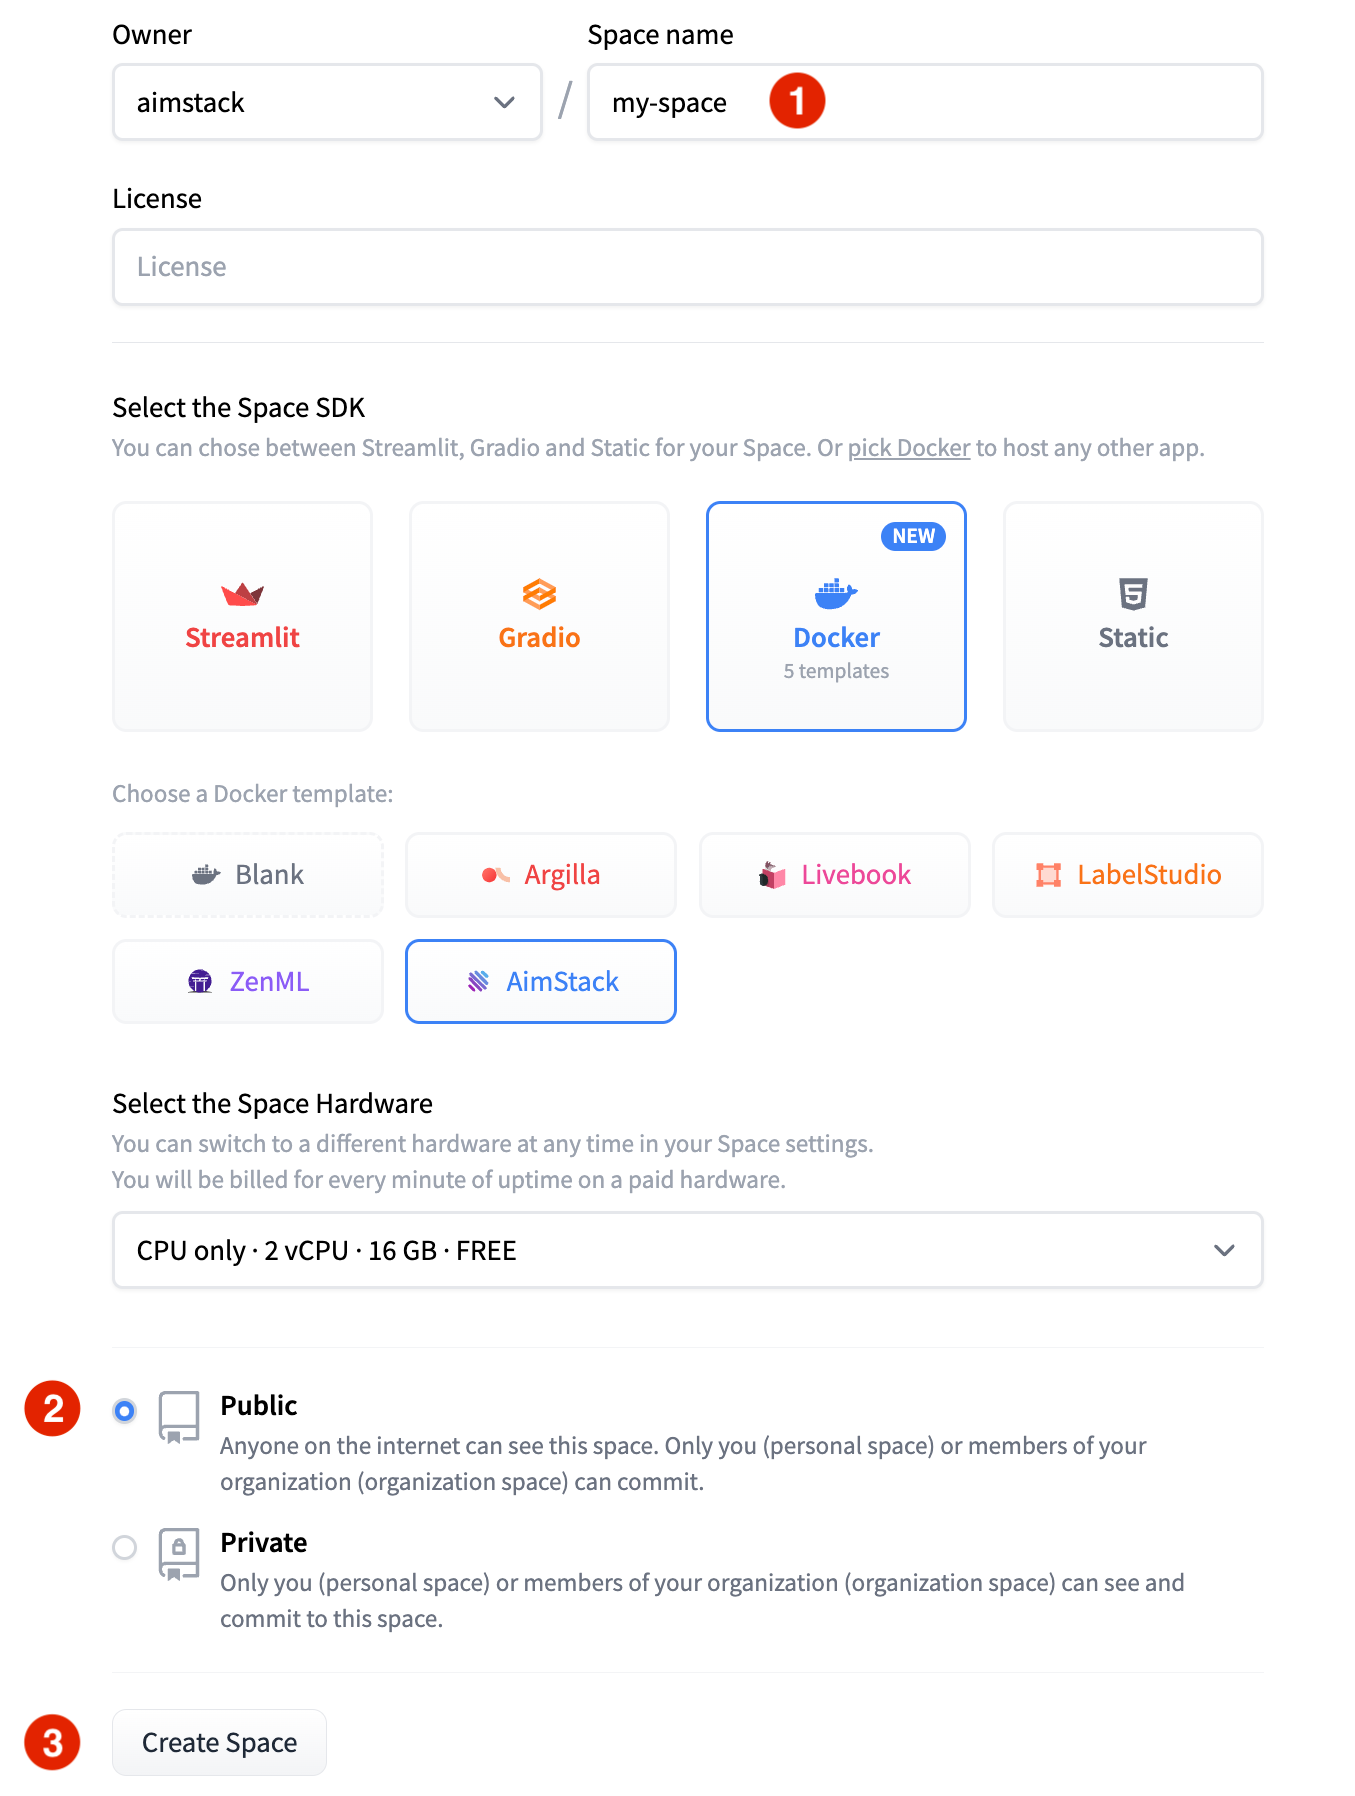 Owner
Space name
aimstack
/
my-space
1
License
License
Select the Space SDK
You can chose between Streamlit, Gradio and Static for your Space. Or pick Docker to host any other app.
Streamlit
Gradio
NEW
Docker
5 templates
5
Static
Choose a Docker template:
Blank
Argilla
Livebook
LabelStudio
ZenML
AimStack
Select the Space Hardware
You can switch to a different hardware at any time in your Space settings.
You will be billed for every minute of uptime on a paid hardware.
CPU only · 2 vCPU · 16 GB · FREE
2
Public
Anyone on the internet can see this space. Only you (personal space) or members of your
organization (organization space) can commit.
Private
Only you (personal space) or members of your organization (organization space) can see and
commit to this space.
3
Create Space